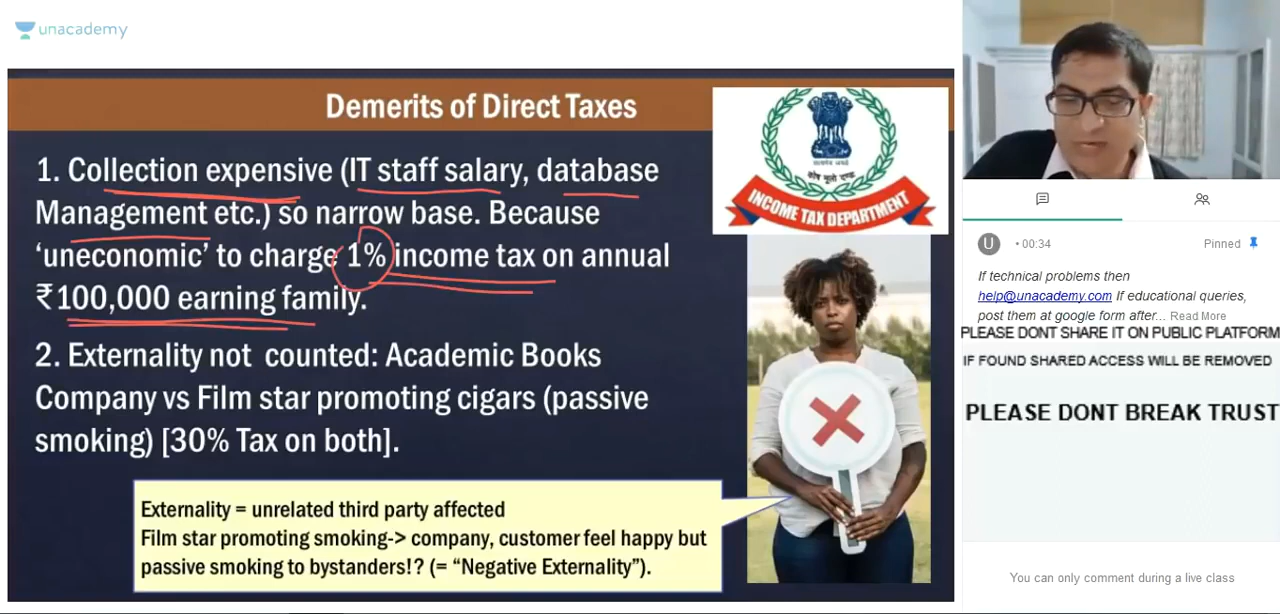 unacademy
Demerits of Direct Taxes
1. Collection expensive (IT staff salary, database
Management etc.) so narrow base. Because
‘uneconomic’ to charge 1% income tax on annual
₹100,000 earning family.
2. Externality not counted: Academic Books
Company vs Film star promoting cigars (passive
smoking) [30% Tax on both].
Externality = unrelated third party affected
Film star promoting smoking-> company, customer feel happy but
passive smoking to bystanders!? (= “Negative Externality”).
सत्यमेव जयते
कोष मूलो दण्डः
INCOME TAX DEPARTMENT
U • 00:34 Pinned
If technical problems then
help@unacademy.com If educational queries,
post them at google form after... Read More
PLEASE DONT SHARE IT ON PUBLIC PLATFORM
IF FOUND SHARED ACCESS WILL BE REMOVED
PLEASE DONT BREAK TRUST
You can only comment during a live class